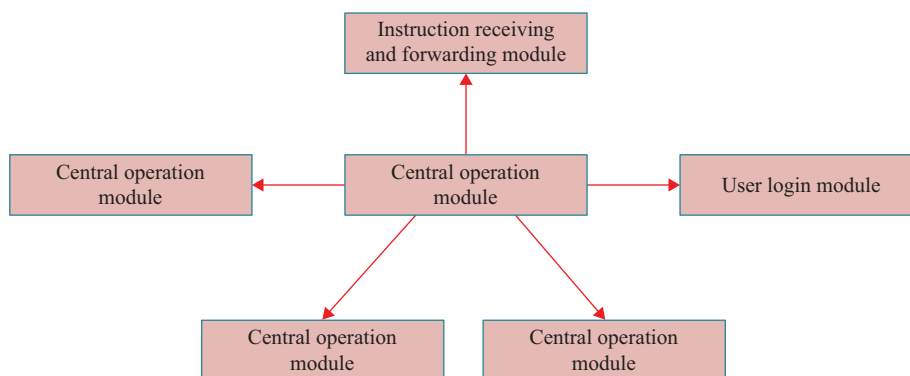 Instruction receiving
and forwarding module
Central operation
module
Central operation
module
User login module
Central operation
module
Central operation
module